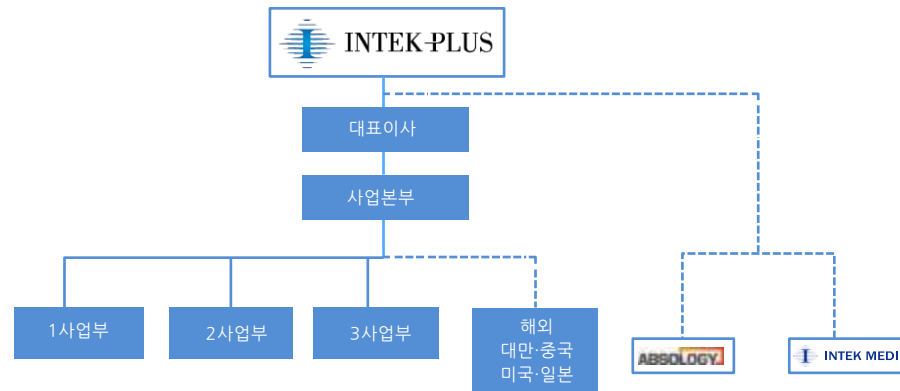 INTEK-PLUS
대표이사
사업본부
1사업부
2사업부
3사업부
해외
대만·중국
미국·일본
ABSOLOGY
INTEK MEDI